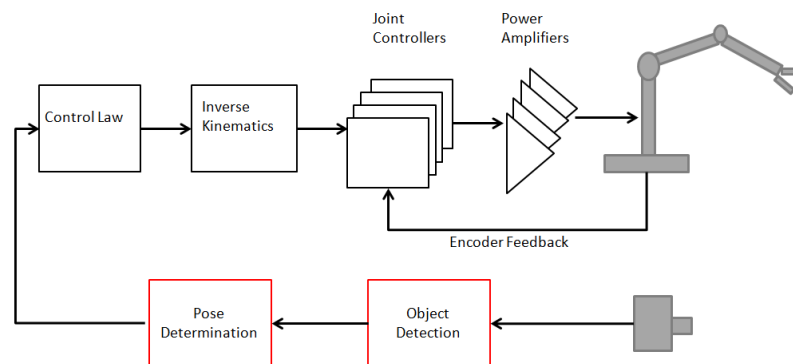 Joint
Controllers
Power
Amplifiers
Control Law
Inverse
Kinematics
Encoder Feedback
Pose
Determination
Object
Detection